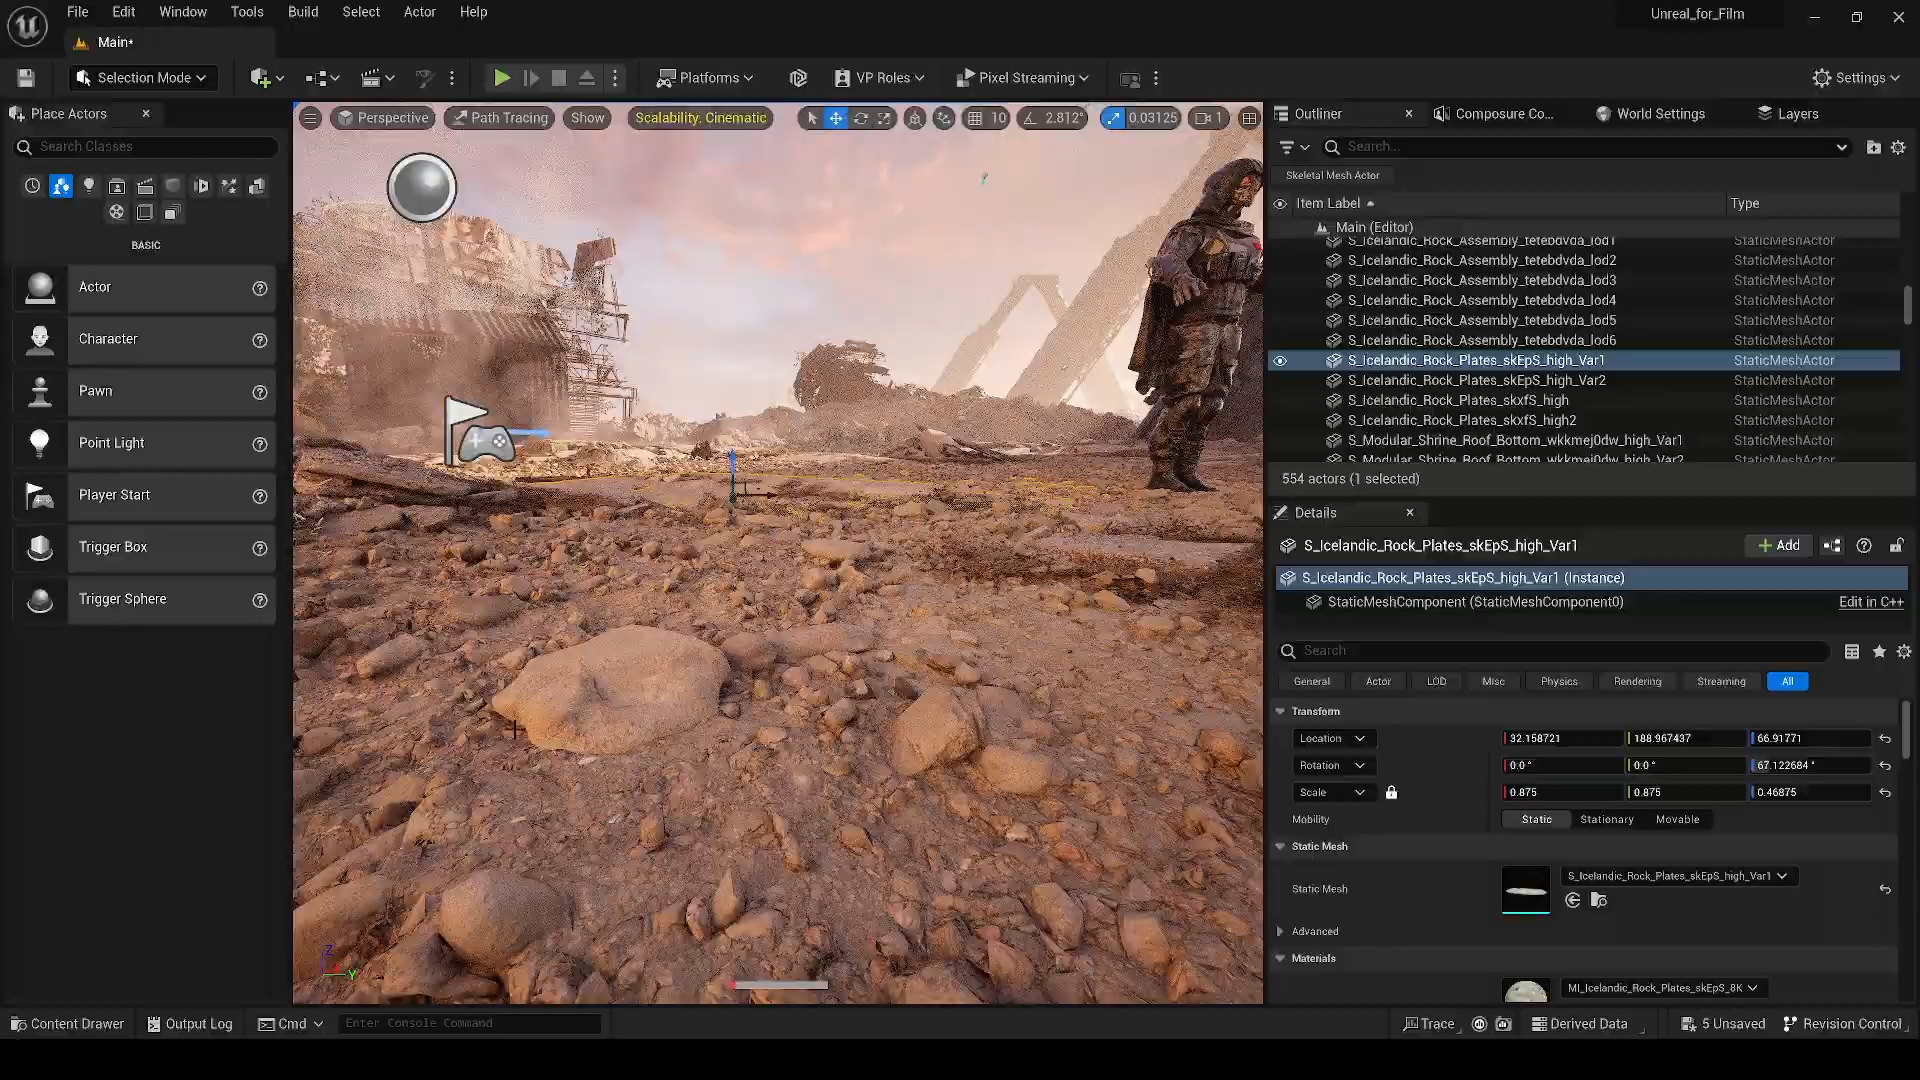 File Edit Window Tools Build Select Actor Help
Unreal_for_Film
Main*
Selection Mode
Platforms
VP Roles
Pixel Streaming
Settings
Place Actors
Search Classes
BASIC
Actor
Character
Pawn
Point Light
Player Start
Trigger Box
Trigger Sphere
Perspective
Path Tracing
Show
Scalability: Cinematic
10
2.812°
0.03125
1
Z
Y
Outliner
Composure Co...
World Settings
Layers
Search...
Skeletal Mesh Actor
Item Label
Type
Main (Editor)
S_Icelandic_Rock_Assembly_tetebdvda_lod1 StaticMeshActor
S_Icelandic_Rock_Assembly_tetebdvda_lod2 StaticMeshActor
S_Icelandic_Rock_Assembly_tetebdvda_lod3 StaticMeshActor
S_Icelandic_Rock_Assembly_tetebdvda_lod4 StaticMeshActor
S_Icelandic_Rock_Assembly_tetebdvda_lod5 StaticMeshActor
S_Icelandic_Rock_Assembly_tetebdvda_lod6 StaticMeshActor
S_Icelandic_Rock_Plates_skEpS_high_Var1 StaticMeshActor
S_Icelandic_Rock_Plates_skEpS_high_Var2 StaticMeshActor
S_Icelandic_Rock_Plates_skxfS_high StaticMeshActor
S_Icelandic_Rock_Plates_skxfS_high2 StaticMeshActor
S_Modular_Shrine_Roof_Bottom_wkkmej0dw_high_Var1 StaticMeshActor
S_Modular_Shrine_Roof_Bottom_wkkmej0dw_high_Var2 StaticMeshActor
554 actors (1 selected)
Details
S_Icelandic_Rock_Plates_skEpS_high_Var1
Add
S_Icelandic_Rock_Plates_skEpS_high_Var1 (Instance)
StaticMeshComponent (StaticMeshComponent0)
Edit in C++
Search
General Actor LOD Misc Physics Rendering Streaming All
Transform
Location 32.158721 188.967437 66.91771
Rotation 0.0 ° 0.0 ° 67.122684 °
Scale 0.875 0.875 0.46875
Mobility Static Stationary Movable
Static Mesh
Static Mesh
S_Icelandic_Rock_Plates_skEpS_high_Var1
Advanced
Materials
MI_Icelandic_Rock_Plates_skEpS_8K
Content Drawer
Output Log
Cmd
Enter Console Command
Trace
Derived Data
5 Unsaved
Revision Control